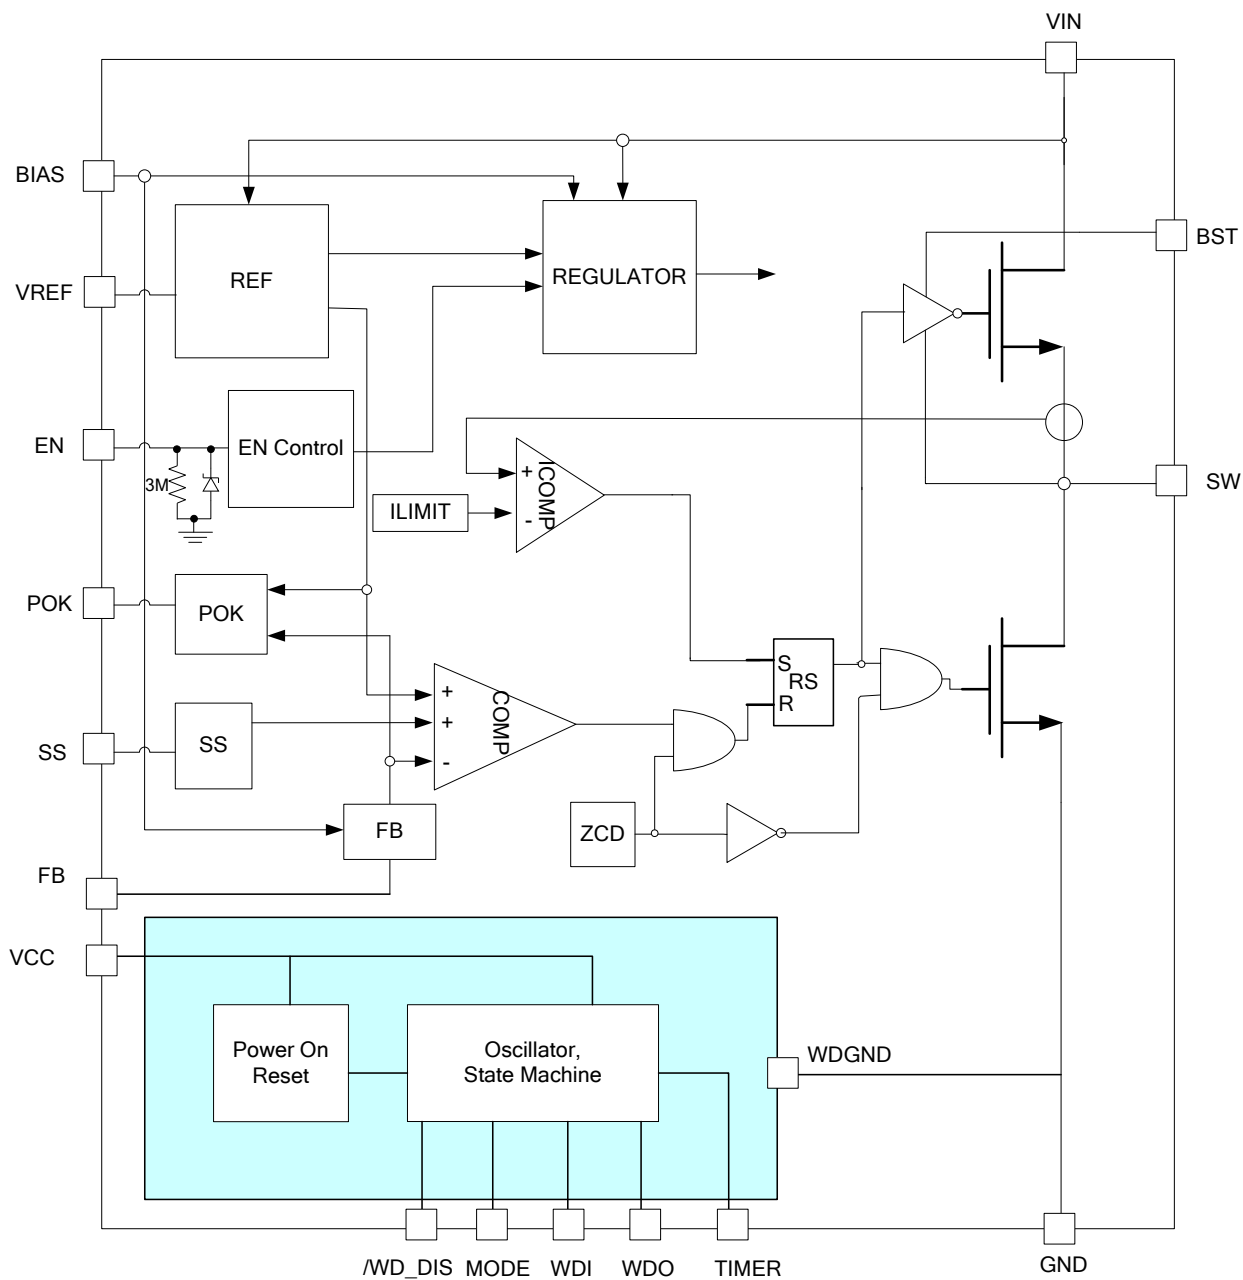 VIN
BIAS
BST
REF
REGULATOR
VREF
EN
EN Control
3M
+
ICOMP
-
ILIMIT
SW
POK
POK
S
RS
R
+
COMP
+
-
SS
SS
FB
ZCD
FB
VCC
Power On
Reset
Oscillator,
State Machine
WDGND
/WD_DIS
MODE
WDI
WDO
TIMER
GND